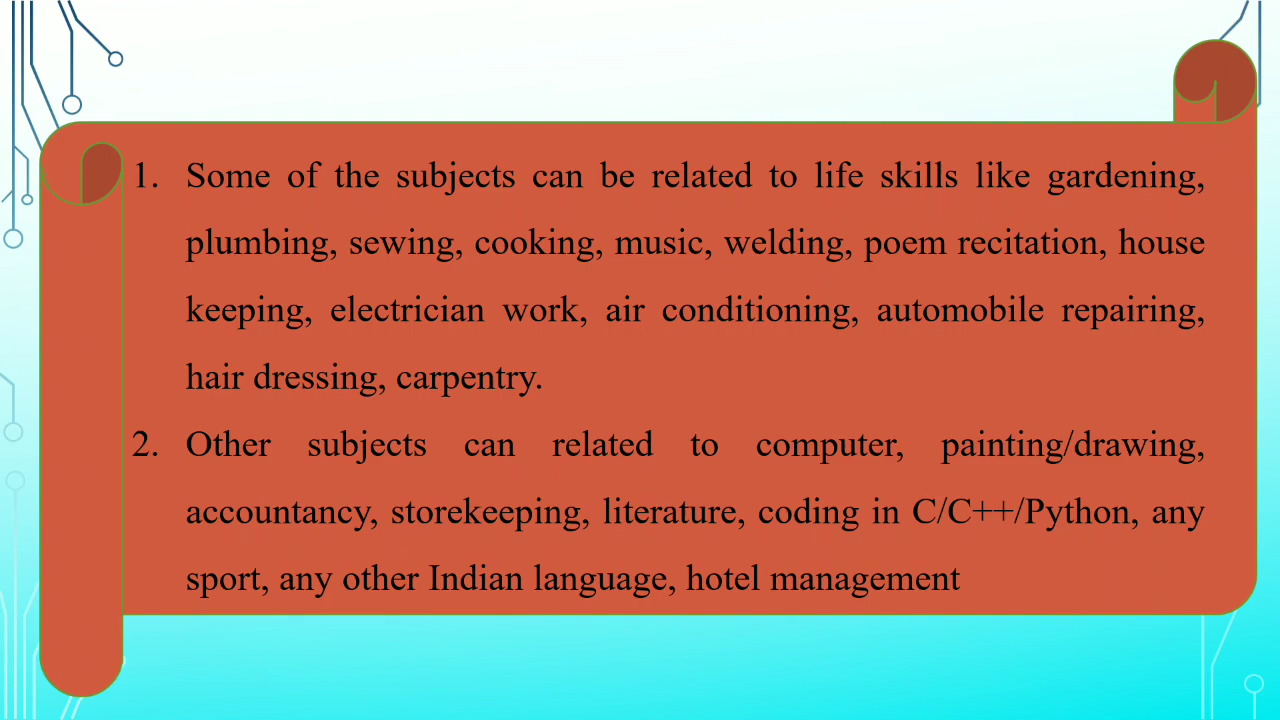 1. Some of the subjects can be related to life skills like gardening,
plumbing, sewing, cooking, music, welding, poem recitation, house
keeping, electrician work, air conditioning, automobile repairing,
hair dressing, carpentry.
2. Other subjects can related to computer, painting/drawing,
accountancy, storekeeping, literature, coding in C/C++/Python, any
sport, any other Indian language, hotel management